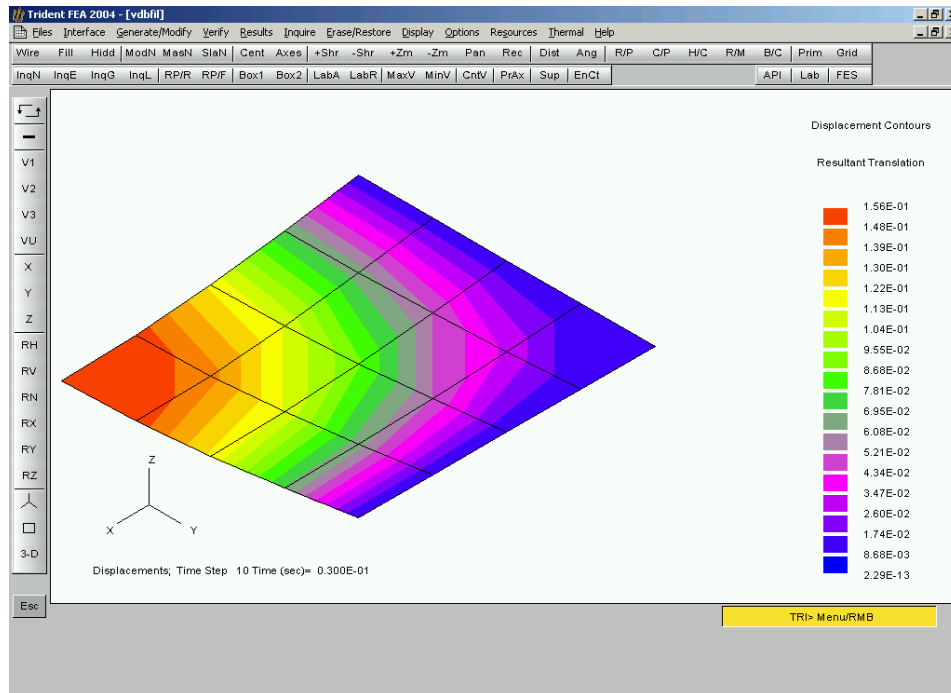 Trident FEA 2004 - [vdbfil]
Files Interface Generate/Modify Verify Results Inquire Erase/Restore Display Options Resources Thermal Help
Wire Fill Hidd ModN MasN SlaN Cent Axes +Shr -Shr +Zm -Zm Pan Rec Dist Ang R/P C/P H/C R/M B/C Prim Grid
InqN InqE InqG InqL RP/R RP/F Box1 Box2 LabA LabR MaxV MinV CntV PrAx Sup EnCt API Lab FES
V1
V2
V3
VU
X
Y
Z
RH
RV
RN
RX
RY
RZ
3-D
Esc
Displacement Contours
Resultant Translation
1.56E-01
1.48E-01
1.39E-01
1.30E-01
1.22E-01
1.13E-01
1.04E-01
9.55E-02
8.68E-02
7.81E-02
6.95E-02
6.08E-02
5.21E-02
4.34E-02
3.47E-02
2.60E-02
1.74E-02
8.68E-03
2.29E-13
Z
X Y
Displacements; Time Step 10 Time (sec)= 0.300E-01
TRI> Menu/RMB